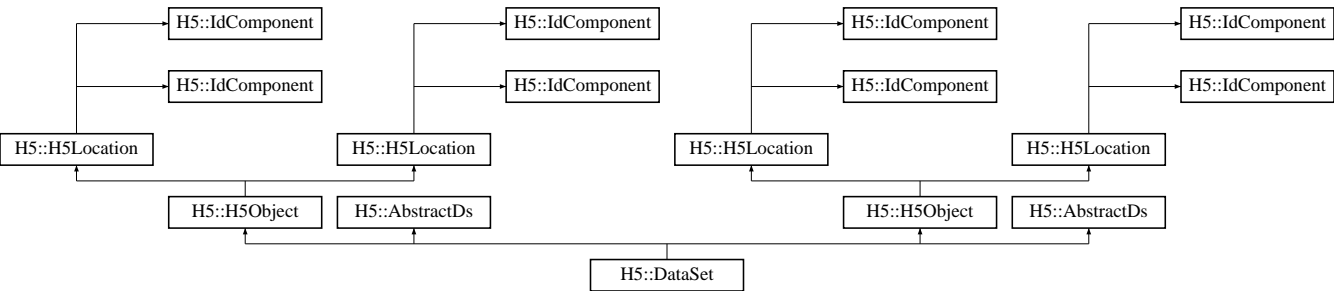 H5::IdComponent H5::IdComponent H5::IdComponent H5::IdComponent
H5::IdComponent H5::IdComponent H5::IdComponent H5::IdComponent
H5::H5Location H5::H5Location H5::H5Location H5::H5Location
H5::H5Object H5::AbstractDs H5::H5Object H5::AbstractDs
H5::DataSet